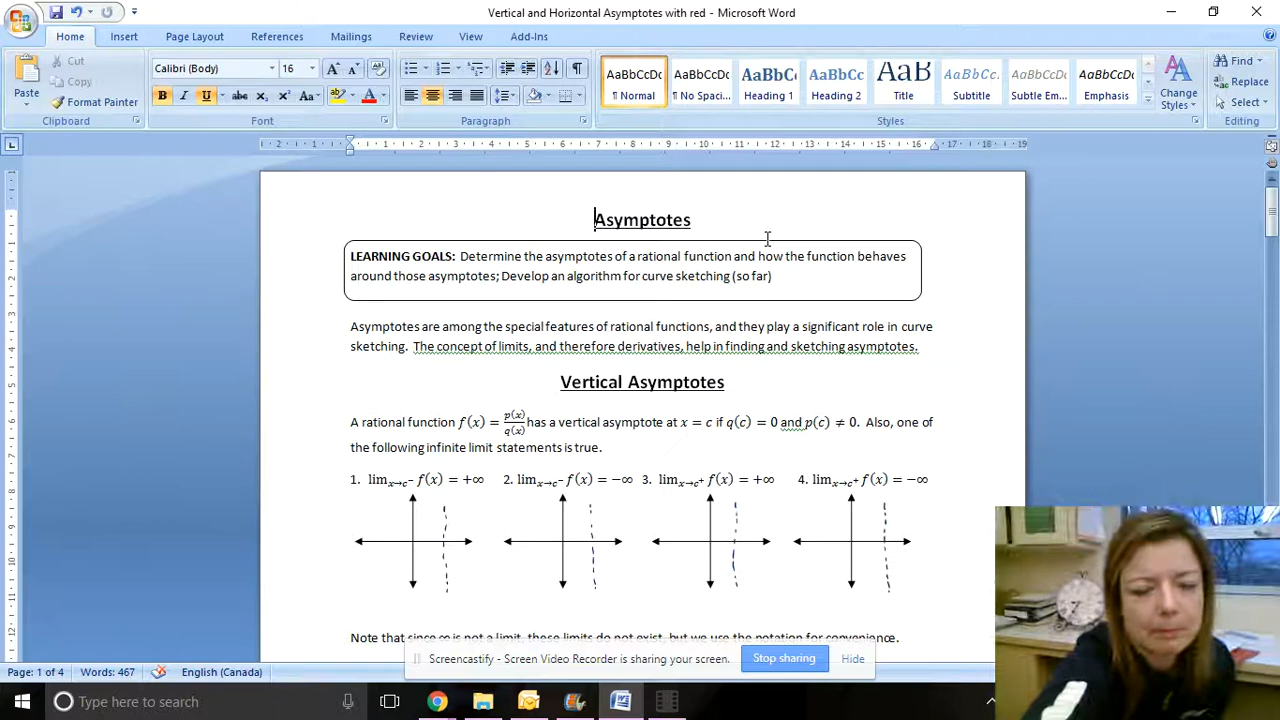 Vertical and Horizontal Asymptotes with red - Microsoft Word
Home Insert Page Layout References Mailings Review View Add-Ins
Paste Cut Copy Format Painter Clipboard
Calibri (Body) 16 Font
Paragraph
AaBbCcDc AaBbCcDc AaBbCc AaBbCc AaB AaBbCc AaBbCcDc AaBbCcDc
¶ Normal ¶ No Spaci... Heading 1 Heading 2 Title Subtitle Subtle Em... Emphasis
Change Styles Styles
Find Replace Select Editing
Asymptotes
LEARNING GOALS: Determine the asymptotes of a rational function and how the function behaves
around those asymptotes; Develop an algorithm for curve sketching (so far)
Asymptotes are among the special features of rational functions, and they play a significant role in curve
sketching. The concept of limits, and therefore derivatives, help in finding and sketching asymptotes.
Vertical Asymptotes
A rational function f(x) = p(x)/q(x) has a vertical asymptote at x = c if q(c) = 0 and p(c) ≠ 0. Also, one of
the following infinite limit statements is true.
1. lim x→c⁻ f(x) = +∞ 2. lim x→c⁻ f(x) = −∞ 3. lim x→c⁺ f(x) = +∞ 4. lim x→c⁺ f(x) = −∞
Note that since ∞ is not a limit, these limits do not exist, but we use the notation for convenience.
Screencastify - Screen Video Recorder is sharing your screen. Stop sharing Hide
Page: 1 of 4 Words: 467 English (Canada)
Type here to search